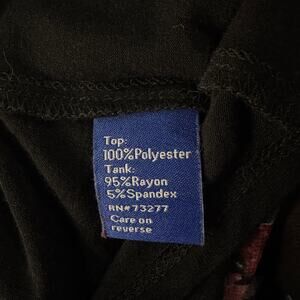 Top:
100%Polyester
Tank:
95%Rayon
5%Spandex
RN#73277
Care on
reverse